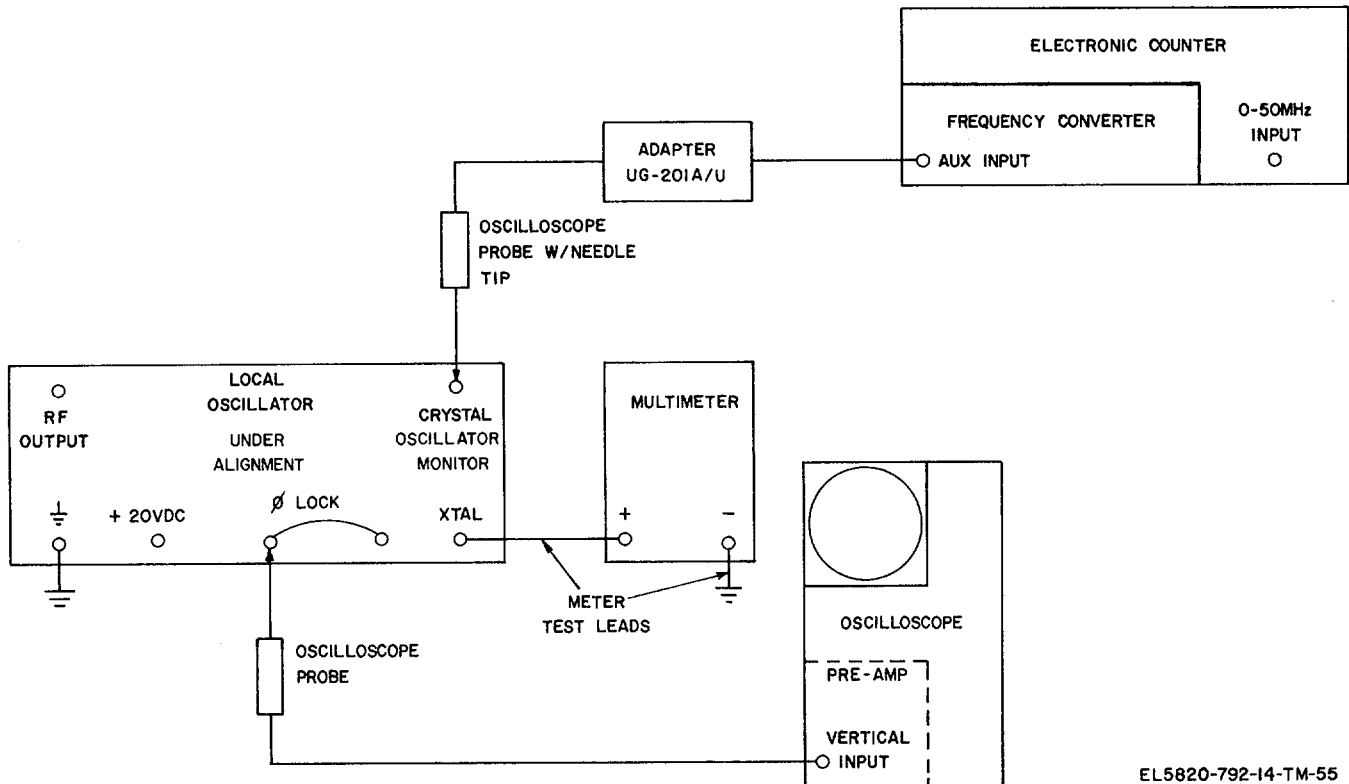 ELECTRONIC COUNTER
FREQUENCY CONVERTER
AUX INPUT
0-50MHz
INPUT
ADAPTER
UG-201A/U
OSCILLOSCOPE
PROBE W/NEEDLE
TIP
RF
OUTPUT
LOCAL
OSCILLATOR
UNDER
ALIGNMENT
CRYSTAL
OSCILLATOR
MONITOR
+ 20VDC
Ø LOCK
XTAL
MULTIMETER
+ −
METER
TEST LEADS
OSCILLOSCOPE
PROBE
OSCILLOSCOPE
PRE-AMP
VERTICAL
INPUT
EL5820-792-14-TM-55